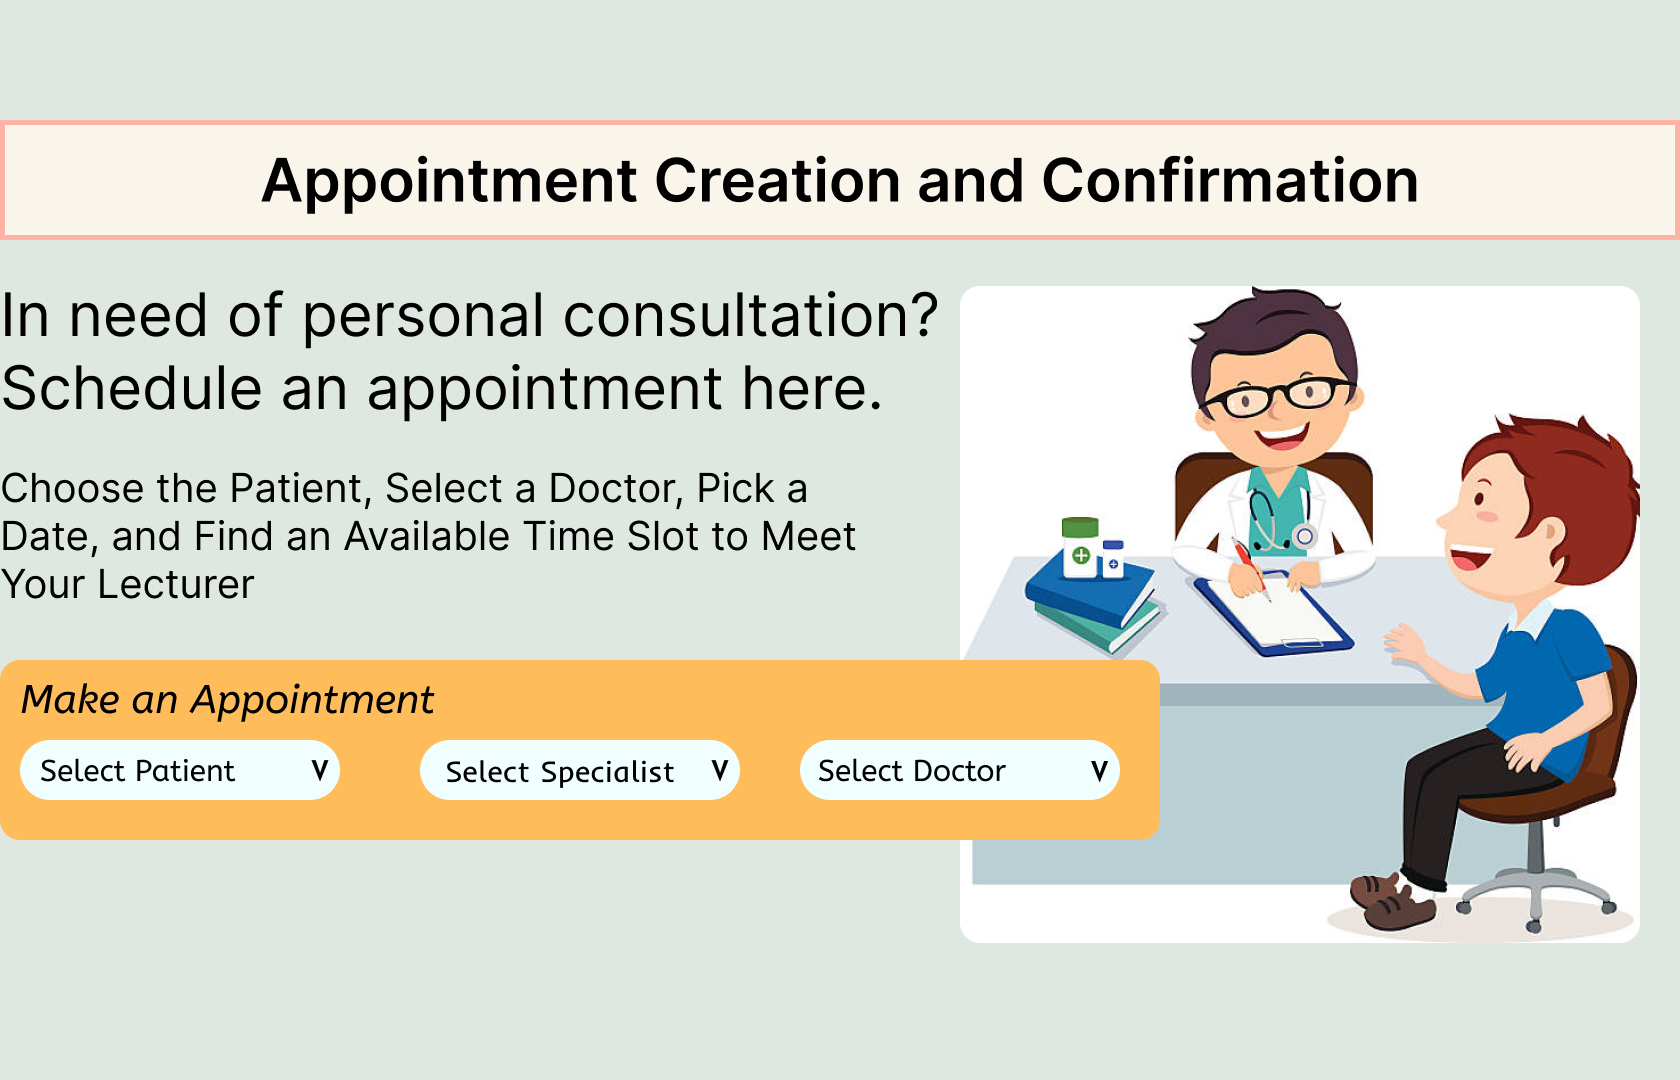 Appointment Creation and Confirmation
In need of personal consultation?
Schedule an appointment here.
Choose the Patient, Select a Doctor, Pick a
Date, and Find an Available Time Slot to Meet
Your Lecturer
Make an Appointment
Select Patient V
Select Specialist V
Select Doctor V